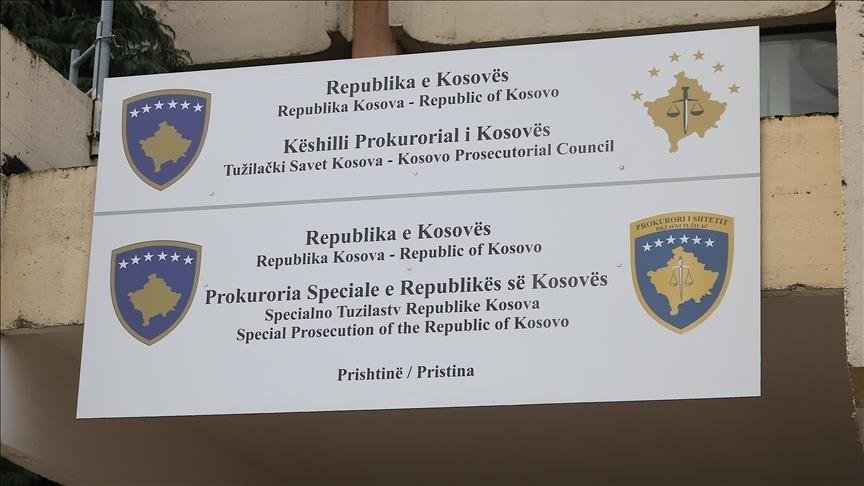 Republika e Kosovës
Republika Kosova - Republic of Kosovo
Këshilli Prokurorial i Kosovës
Tužilački Savet Kosova - Kosovo Prosecutorial Council
Republika e Kosovës
Republika Kosova - Republic of Kosovo
PROKURORI I SHTETIT
DRŽAVNI TUŽILAC
Prokuroria Speciale e Republikës së Kosovës
Specialno Tuzilastv Republike Kosova
Special Prosecution of the Republic of Kosovo
Prishtinë / Pristina